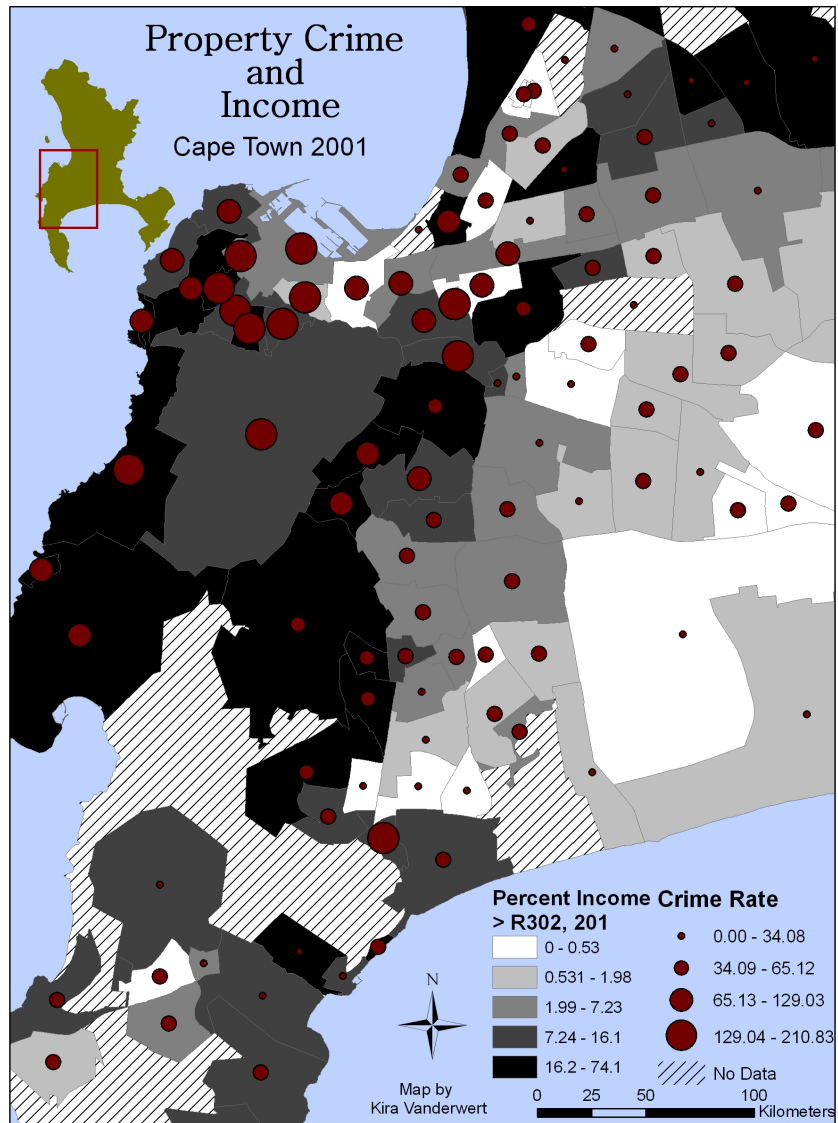 Property Crime
and
Income
Cape Town 2001
Percent Income
> R302, 201
0 - 0.53
0.531 - 1.98
1.99 - 7.23
7.24 - 16.1
16.2 - 74.1
Crime Rate
0.00 - 34.08
34.09 - 65.12
65.13 - 129.03
129.04 - 210.83
No Data
N
Map by
Kira Vanderwert
0 25 50 100
Kilometers